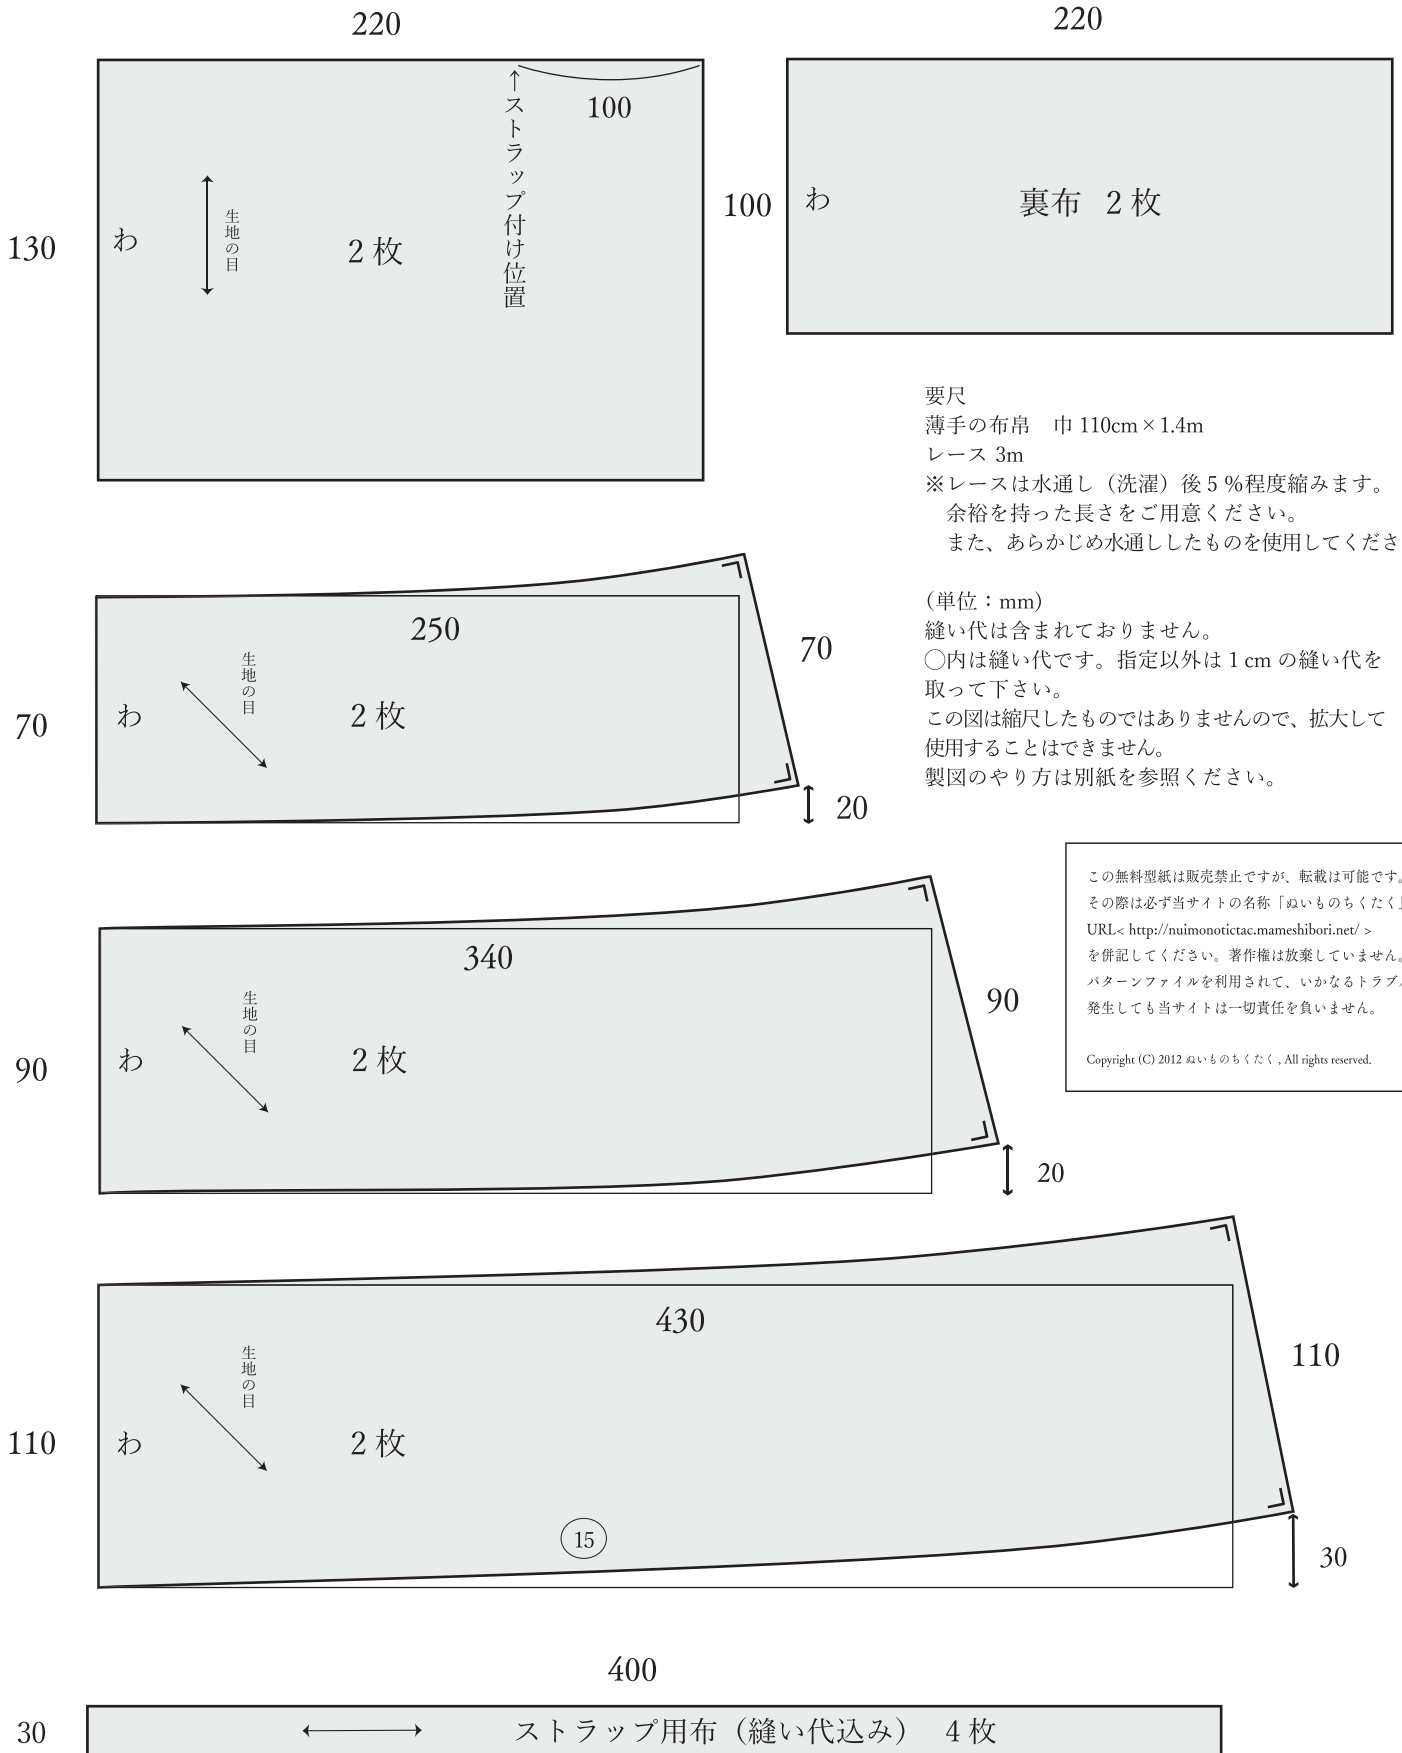 220
100
←ストラップ付け位置
130
わ
生地の目
2 枚
220
100
わ
裏布 2 枚
要尺
薄手の布帛 巾 110cm×1.4m
レース 3m
※レースは水通し（洗濯）後 5 %程度縮みます。
余裕を持った長さをご用意ください。
また、あらかじめ水通ししたものを使用してくださ
(単位：mm)
縫い代は含まれておりません。
◯内は縫い代です。指定以外は 1 cm の縫い代を
取って下さい。
この図は縮尺したものではありませんので、拡大して
使用することはできません。
製図のやり方は別紙を参照ください。
250
70
生地の目
70
わ
2 枚
20
この無料型紙は販売禁止ですが、転載は可能です。
その際は必ず当サイトの名称「ぬいものちくたく」
URL< http://nuimonotictac.mameshibori.net/ >
を併記してください。著作権は放棄していません。
パターンファイルを利用されて、いかなるトラブ
発生しても当サイトは一切責任を負いません。
Copyright (C) 2012 ぬいものちくたく , All rights reserved.
340
90
生地の目
90
わ
2 枚
20
430
110
生地の目
110
わ
2 枚
15
30
400
30
ストラップ用布（縫い代込み） 4 枚